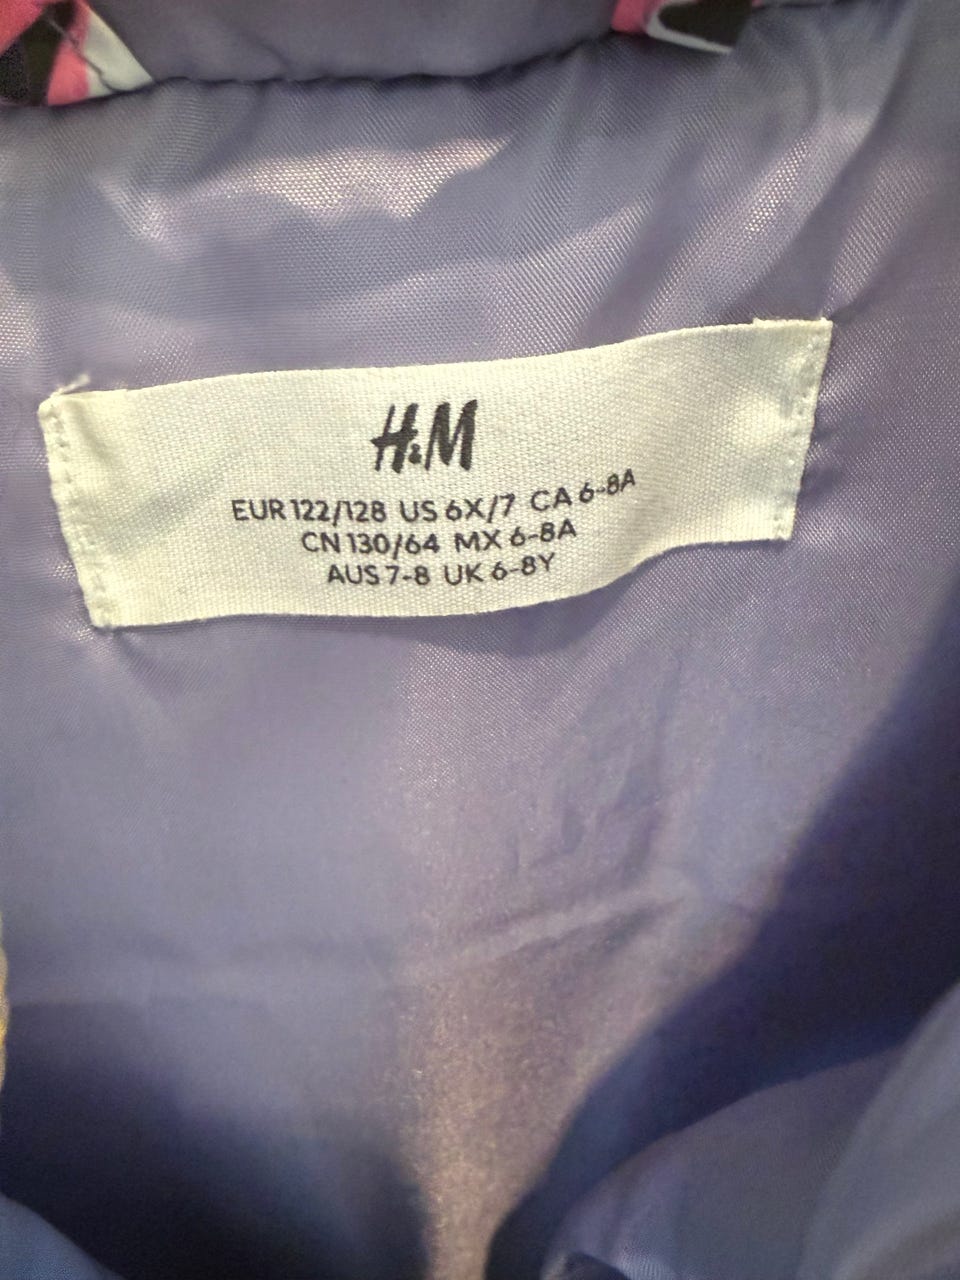 H&M
EUR 122/128 US 6X/7 CA 6-8A
CN 130/64 MX 6-8A
AUS 7-8 UK 6-8Y